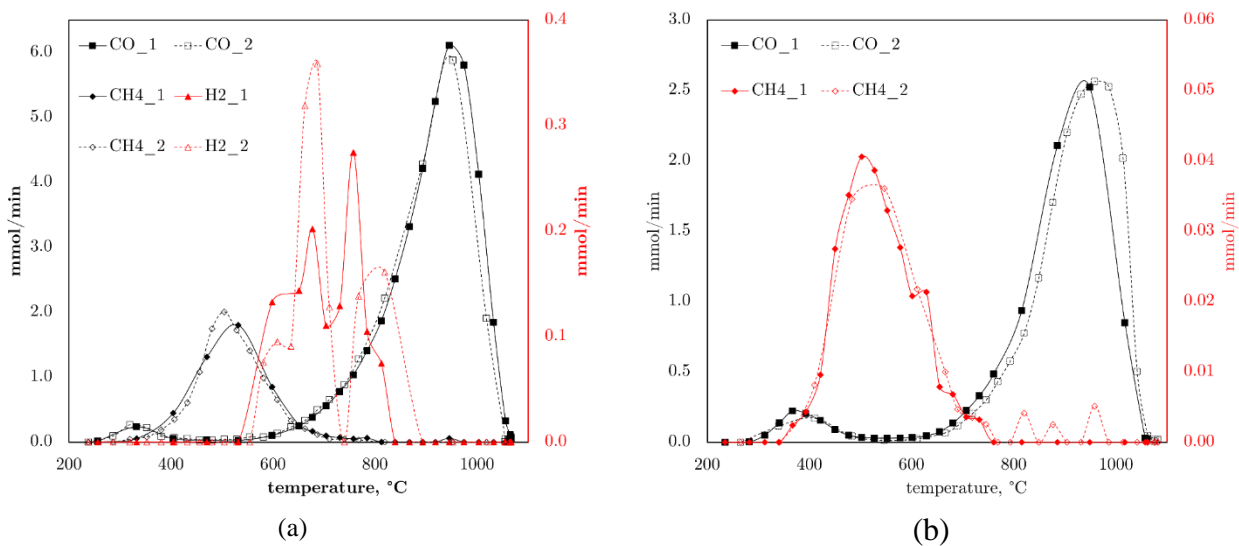 6.0
5.0
4.0
3.0
2.0
1.0
0.0
mmol/min
CO_1 CO_2
CH4_1 H2_1
CH4_2 H2_2
0.4
0.3
0.2
0.1
0.0
mmol/min
200 400 600 800 1000
temperature, °C
(a)
3.0
2.5
2.0
1.5
1.0
0.5
0.0
mmol/min
CO_1 CO_2
CH4_1 CH4_2
0.06
0.05
0.04
0.03
0.02
0.01
0.00
mmol/min
200 400 600 800 1000
temperature, °C
(b)